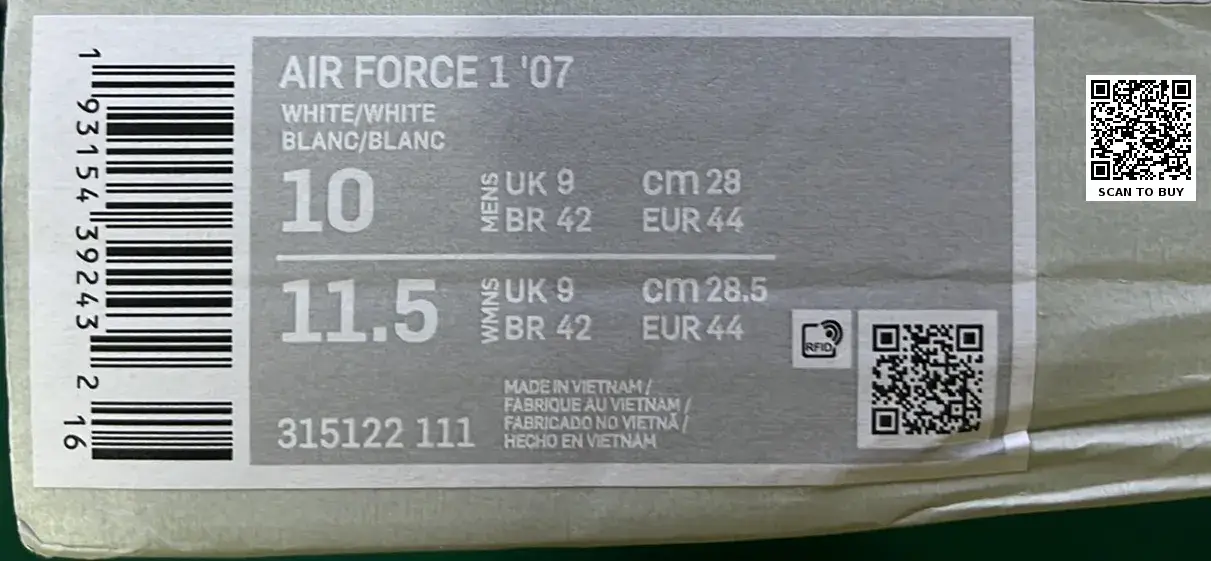 1 93154 39243 2 16
AIR FORCE 1 '07
WHITE/WHITE
BLANC/BLANC
10
MENS
UK 9 cm 28
BR 42 EUR 44
11.5
WMNS
UK 9 cm 28.5
BR 42 EUR 44
RFID
315122 111
MADE IN VIETNAM /
FABRIQUE AU VIETNAM /
FABRICADO NO VIETNÃ /
HECHO EN VIETNAM
SCAN TO BUY